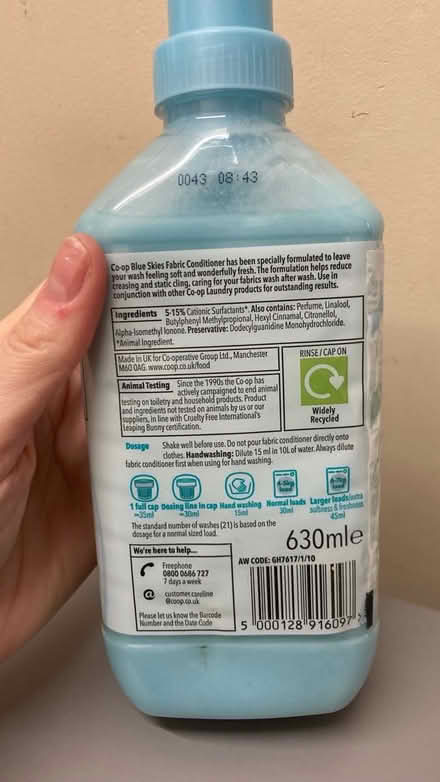 0043 08:43
Co-op Blue Skies Fabric Conditioner has been specially formulated to leave
your wash feeling soft and wonderfully fresh. The formulation helps reduce
creasing and static cling, caring for your fabrics after wash. Use in
conjunction with other Co-op Laundry products for outstanding results.
Ingredients 5-15% Cationic Surfactants*. Also contains: Perfume, Linalool,
Butylphenyl Methylpropional, Hexyl Cinnamal, Citronellol,
Alpha-Isomethyl Ionone. Preservative: Dodecylguanidine Monohydrochloride.
*Animal Ingredient.
Made in UK for Co-operative Group Ltd., Manchester
M60 0AG. www.coop.co.uk/food
Animal Testing Since the 1990s the Co-op has
actively campaigned to end animal
testing on toiletry and household products. Product
and ingredients not tested on animals by us or our
suppliers, in line with Cruelty Free International's
Leaping Bunny certification.
RINSE/CAP ON
Widely
Recycled
Dosage Shake well before use. Do not pour fabric conditioner directly onto
clothes. Handwashing: Dilute 15 ml in 10L of water. Always dilute
fabric conditioner first when using for hand washing.
4-5kg load
6-7kg load
1 full cap Dosing line in cap Hand washing Normal loads Larger loads/extra
≈35ml ≈30ml 15ml 30ml softness & freshness
45ml
The standard number of washes (21) is based on the
dosage for a normal sized load.
630mle
We're here to help...
Freephone
0800 0686 727
7 days a week
@ customer.careline
@coop.co.uk
Please let us know the Barcode
Number and the Date Code
AW CODE: GH7617/1/10
5 000128 916097 >